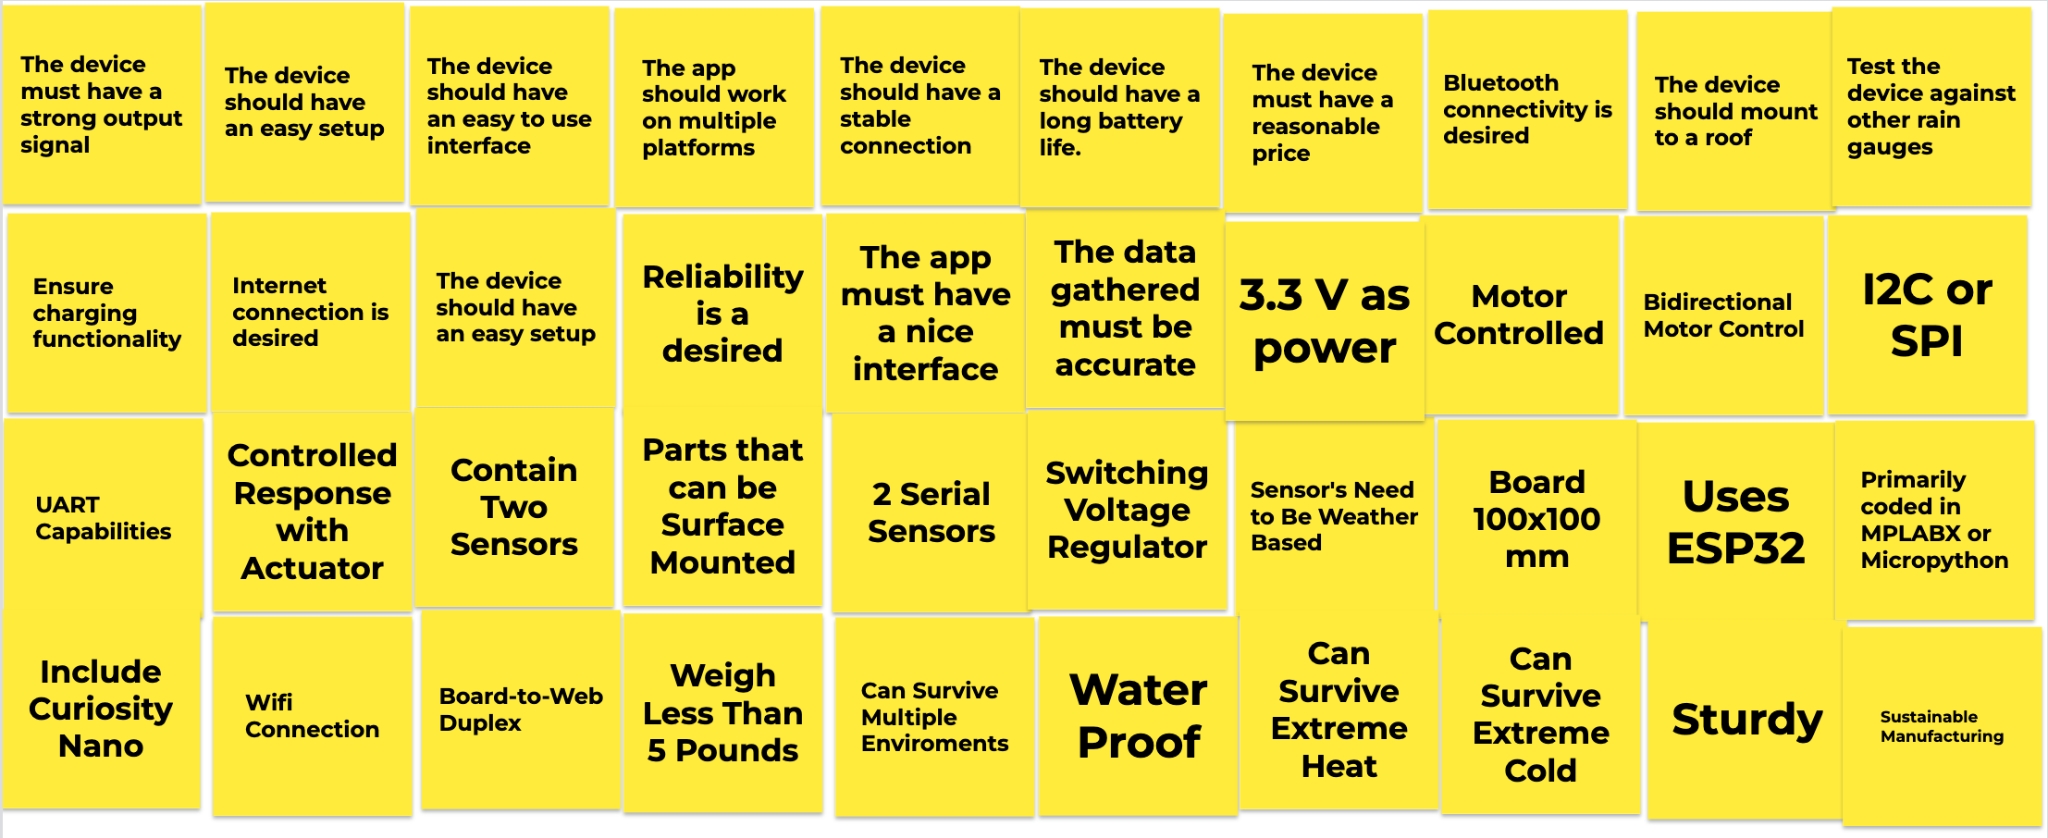 The device
must have a
strong output
signal
The device
should have
an easy setup
The device
should have
an easy to use
interface
The app
should work
on multiple
platforms
The device
should have a
stable
connection
The device
should have a
long battery
life.
The device
must have a
reasonable
price
Bluetooth
connectivity is
desired
The device
should mount
to a roof
Test the
device against
other rain
gauges
Ensure
charging
functionality
Internet
connection is
desired
The device
should have
an easy setup
Reliability
is a
desired
The app
must have
a nice
interface
The data
gathered
must be
accurate
3.3 V as
power
Motor
Controlled
Bidirectional
Motor Control
I2C or
SPI
UART
Capabilities
Controlled
Response
with
Actuator
Contain
Two
Sensors
Parts that
can be
Surface
Mounted
2 Serial
Sensors
Switching
Voltage
Regulator
Sensor's Need
to Be Weather
Based
Board
100x100
mm
Uses
ESP32
Primarily
coded in
MPLABX or
Micropython
Include
Curiosity
Nano
Wifi
Connection
Board-to-Web
Duplex
Weigh
Less Than
5 Pounds
Can Survive
Multiple
Enviroments
Water
Proof
Can
Survive
Extreme
Heat
Can
Survive
Extreme
Cold
Sturdy
Sustainable
Manufacturing